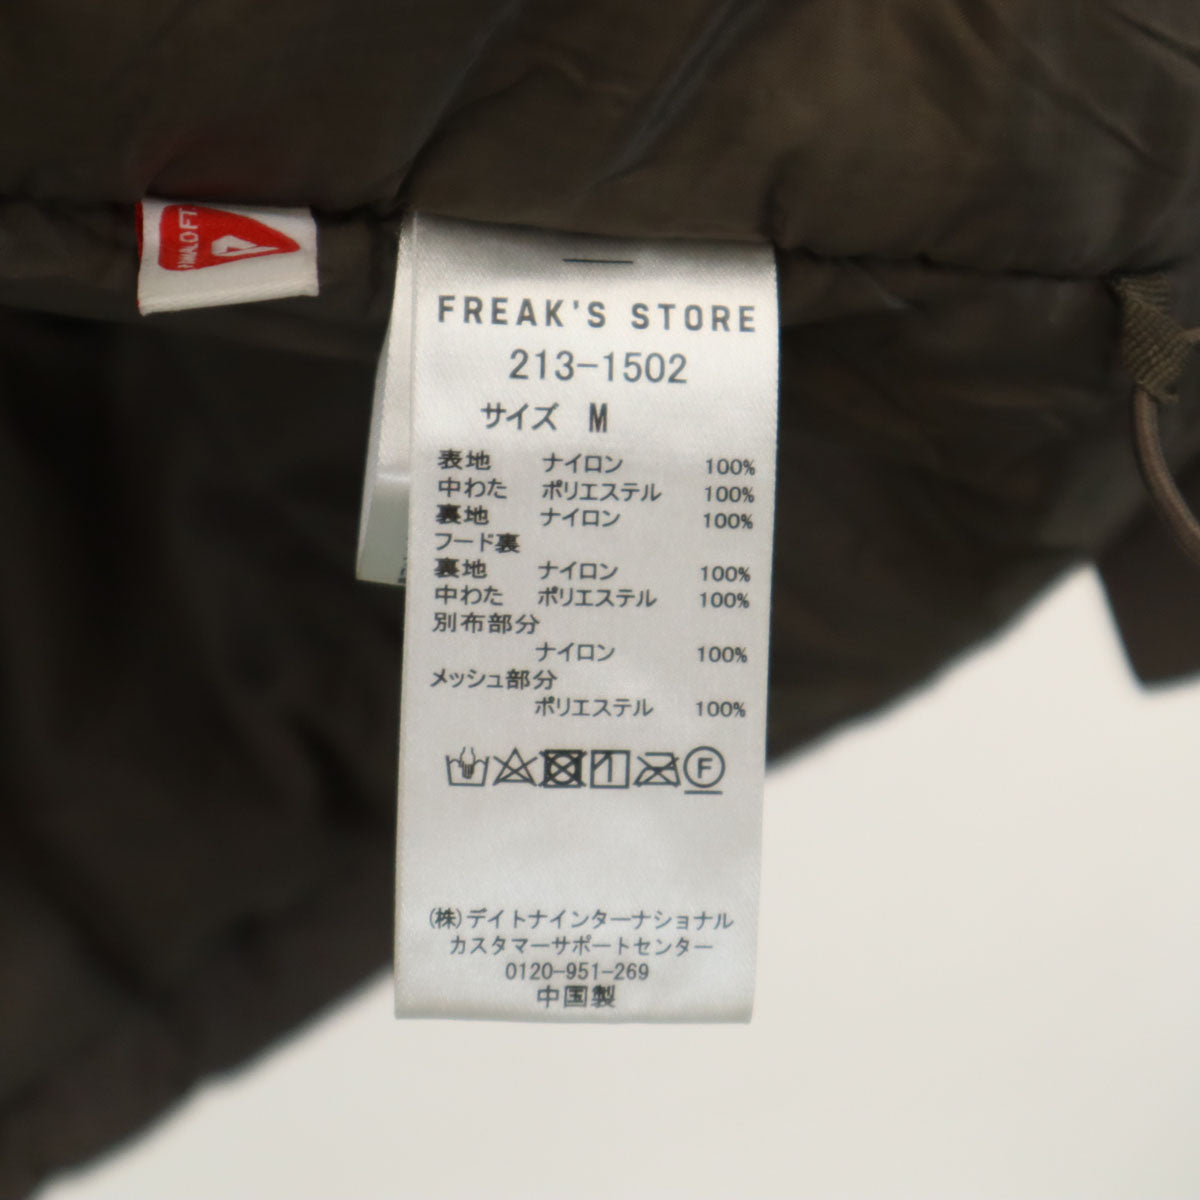 FREAK'S STORE
213-1502
サイズ M
表地 ナイロン 100%
中わた ポリエステル 100%
裏地 ナイロン 100%
フード裏
裏地 ナイロン 100%
中わた ポリエステル 100%
別布部分
ナイロン 100%
メッシュ部分
ポリエステル 100%
F
(株)デイトナインターナショナル
カスタマーサポートセンター
0120-951-269
中国製